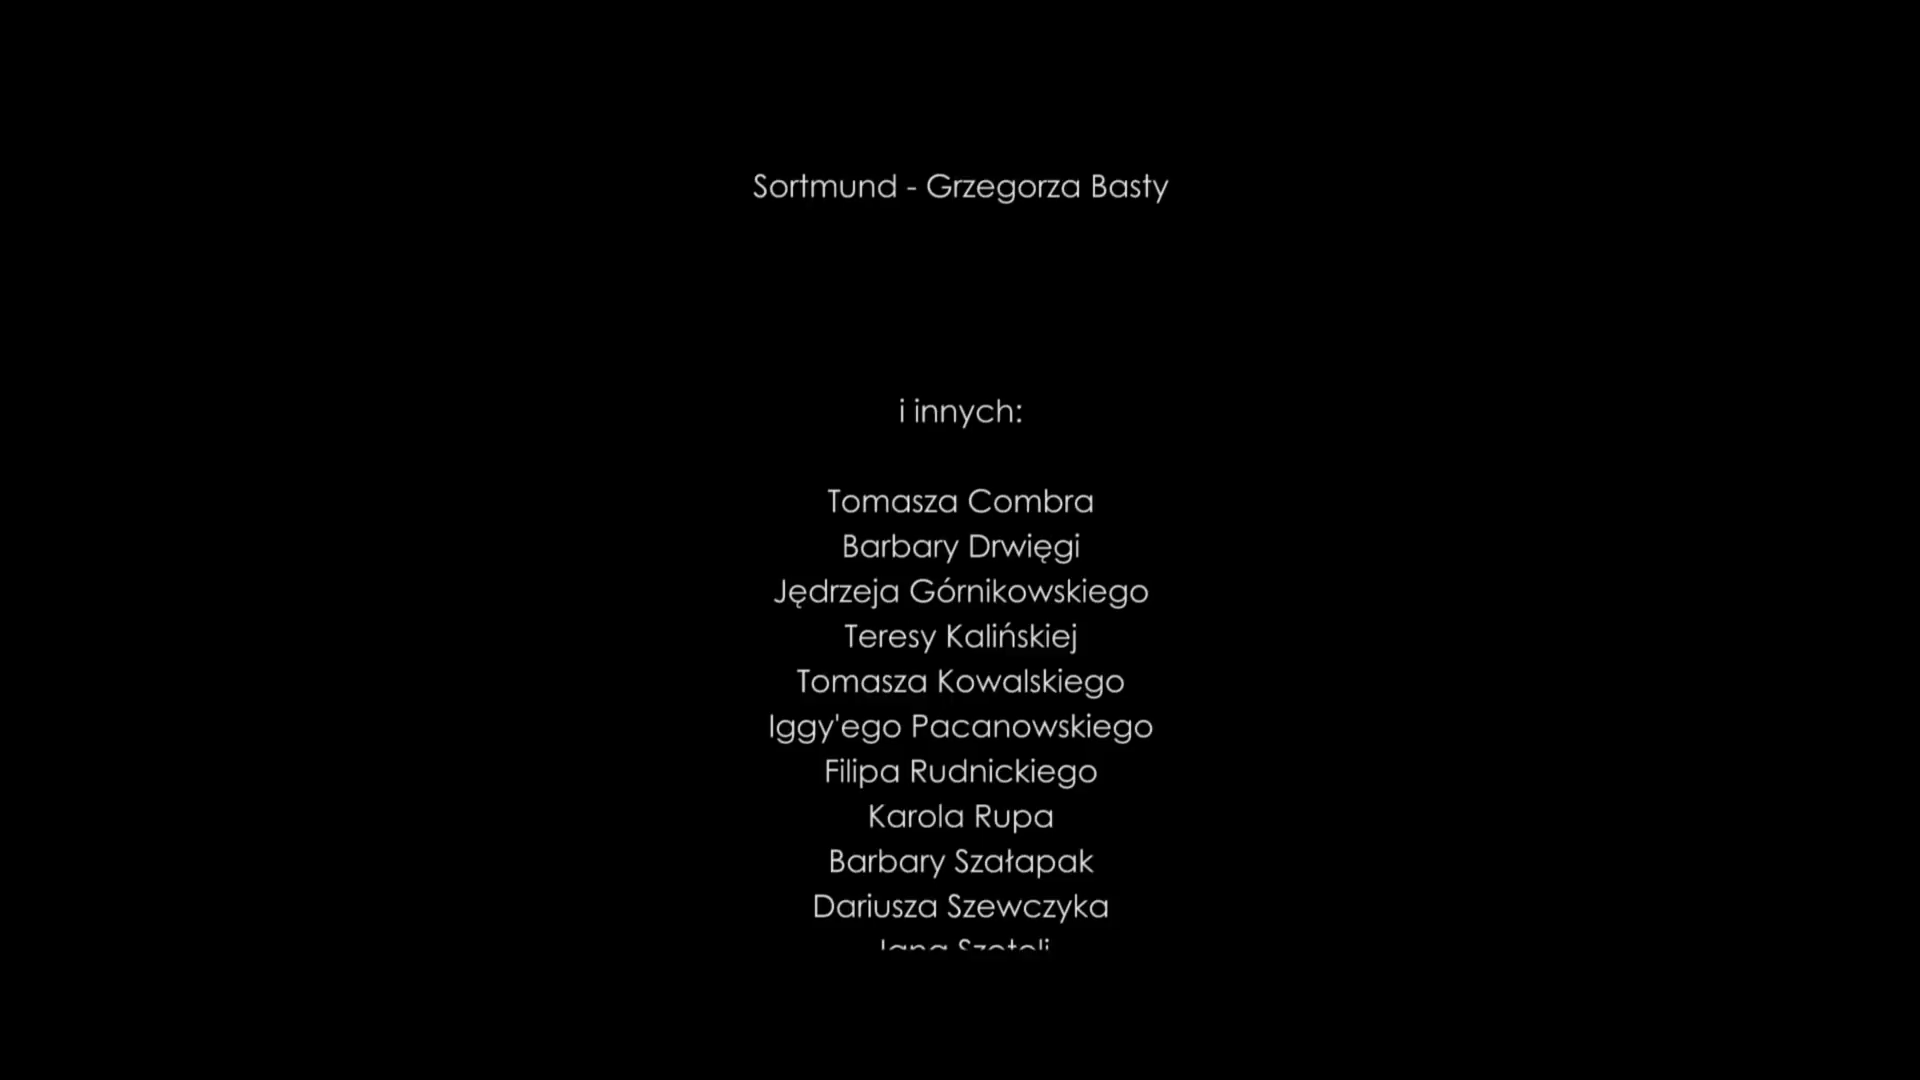 Sortmund - Grzegorza Basty
i innych:
Tomasza Combra
Barbary Drwięgi
Jędrzeja Górnikowskiego
Teresy Kalińskiej
Tomasza Kowalskiego
Iggy'ego Pacanowskiego
Filipa Rudnickiego
Karola Rupa
Barbary Szałapak
Dariusza Szewczyka
Jana